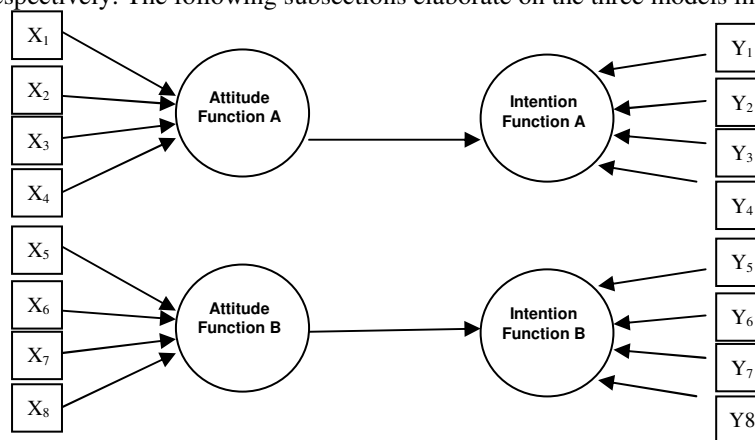 espectively. The following subsections elaborate on the three models in
X₁
Y₁
Attitude
Function A
Intention
Function A
X₂
Y₂
X₃
Y₃
X₄
Y₄
X₅
Y₅
Attitude
Function B
Intention
Function B
X₆
Y₆
X₇
Y₇
X₈
Y8